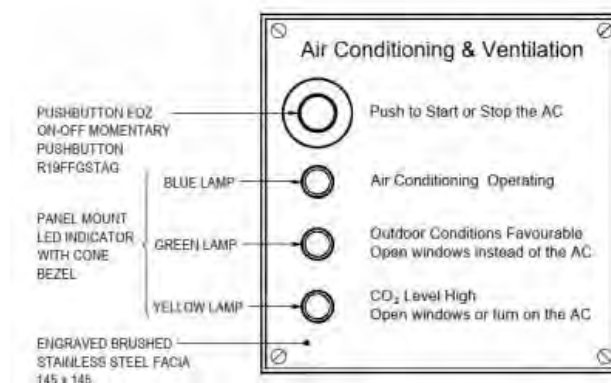 Air Conditioning & Ventilation
PUSHBUTTON EOZ
ON-OFF MOMENTARY
PUSHBUTTON
R19FFGSTAG
Push to Start or Stop the AC
BLUE LAMP
Air Conditioning Operating
PANEL MOUNT
LED INDICATOR
WITH CONE
BEZEL
GREEN LAMP
Outdoor Conditions Favourable
Open windows instead of the AC
YELLOW LAMP
CO₂ Level High
Open windows or turn on the AC
ENGRAVED BRUSHED
STAINLESS STEEL FACIA
145 x 145